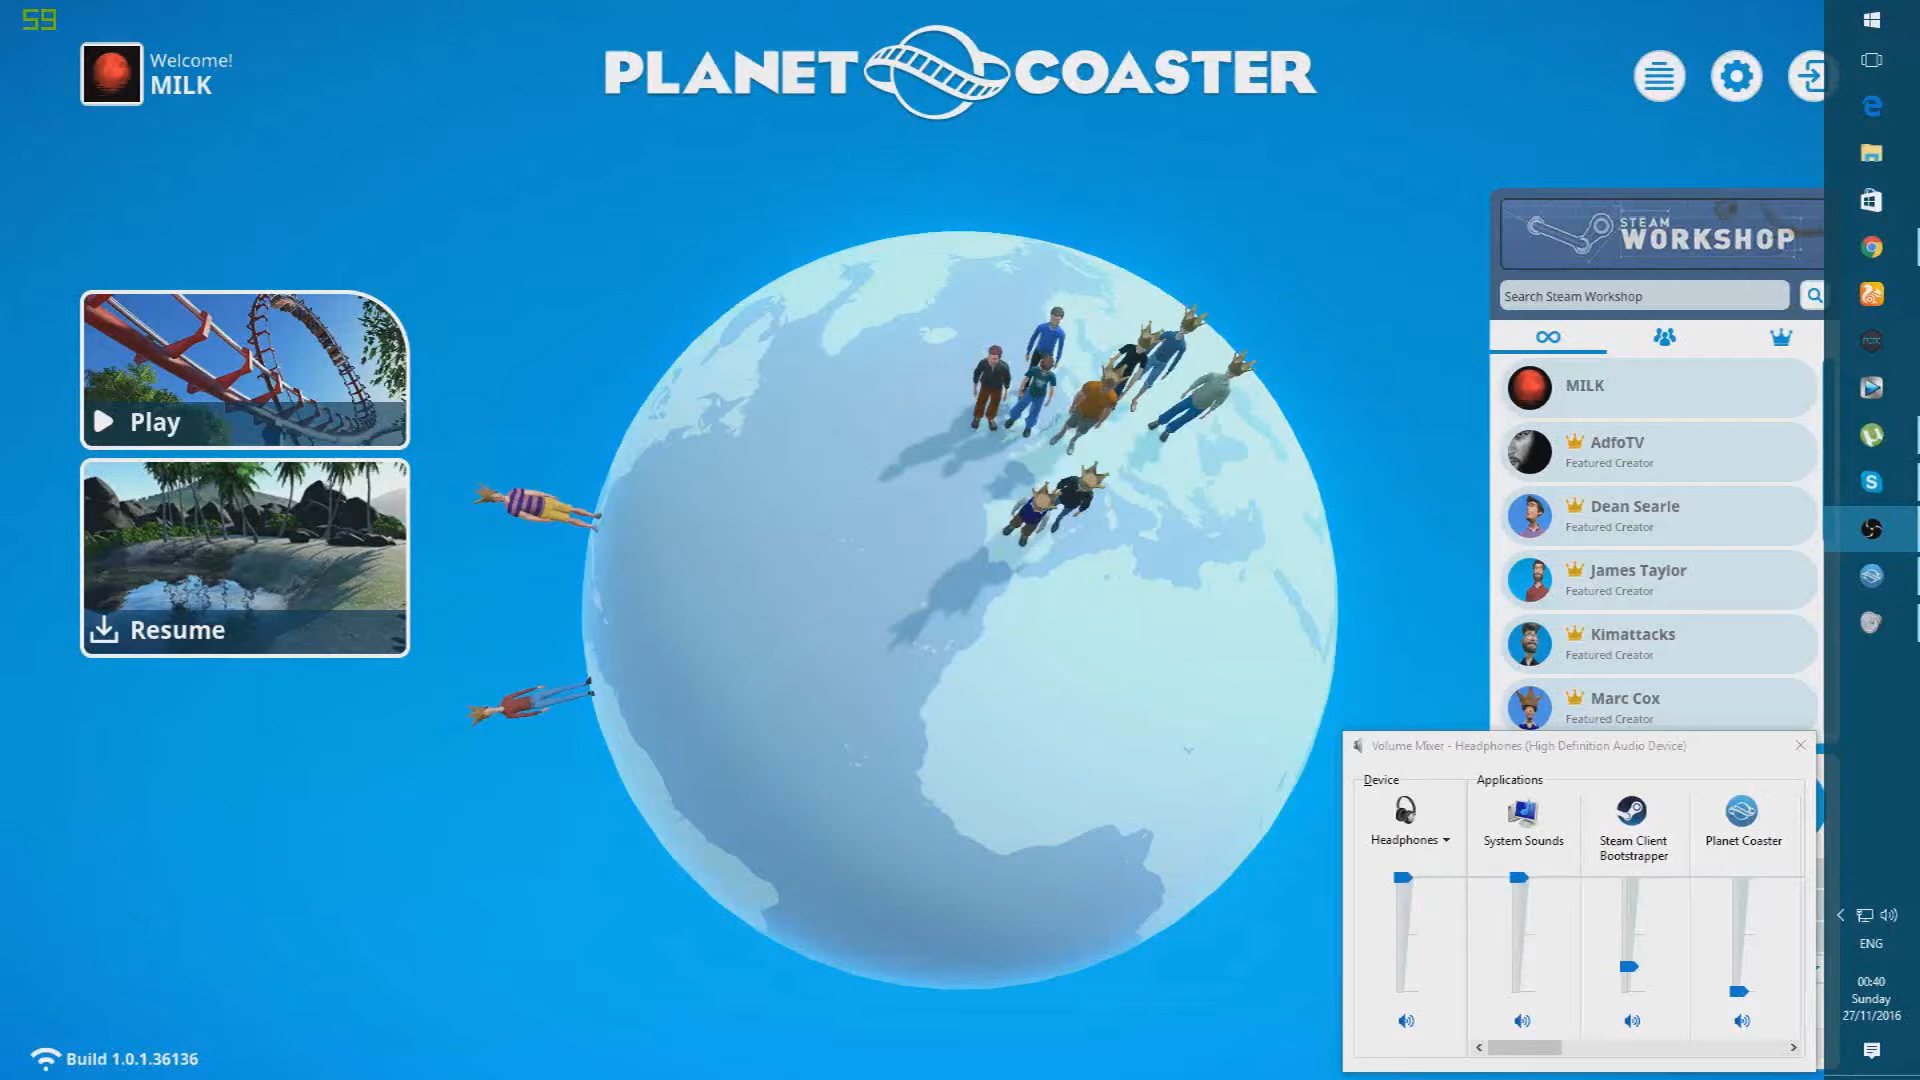 59
Welcome!
MILK
PLANET COASTER
Play
Resume
Build 1.0.1.36136
STEAM
WORKSHOP
Search Steam Workshop
MILK
AdfoTV
Featured Creator
Dean Searle
Featured Creator
James Taylor
Featured Creator
Kimattacks
Featured Creator
Marc Cox
Featured Creator
Volume Mixer - Headphones (High Definition Audio Device)
Device
Applications
Headphones
System Sounds
Steam Client
Bootstrapper
Planet Coaster
ENG
00:40
Sunday
27/11/2016